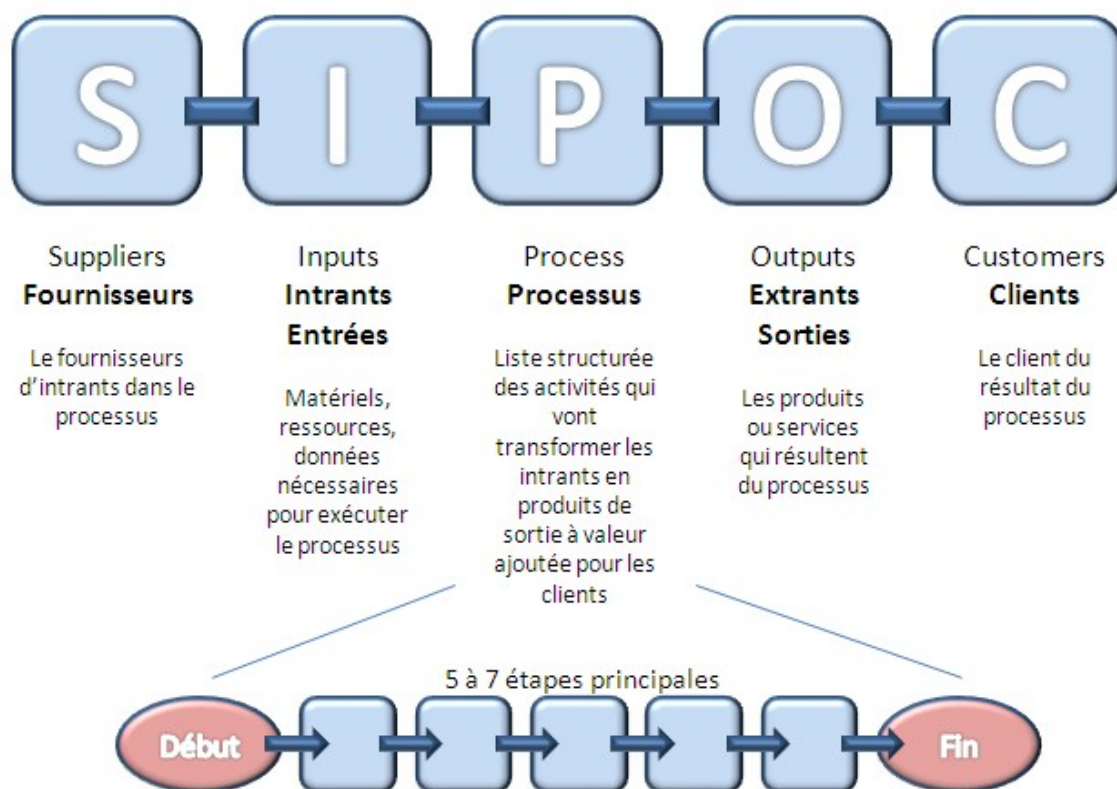 S
I
P
O
C
Suppliers
Fournisseurs
Le fournisseurs
d'intrants dans le
processus
Inputs
Intrants
Entrées
Matériels,
ressources,
données
nécessaires
pour exécuter
le processus
Process
Processus
Liste structurée
des activités qui
vont
transformer les
intrants en
produits de
sortie à valeur
ajoutée pour les
clients
Outputs
Extrants
Sorties
Les produits
ou services
qui résultent
du processus
Customers
Clients
Le client du
résultat du
processus
5 à 7 étapes principales
Début
Fin